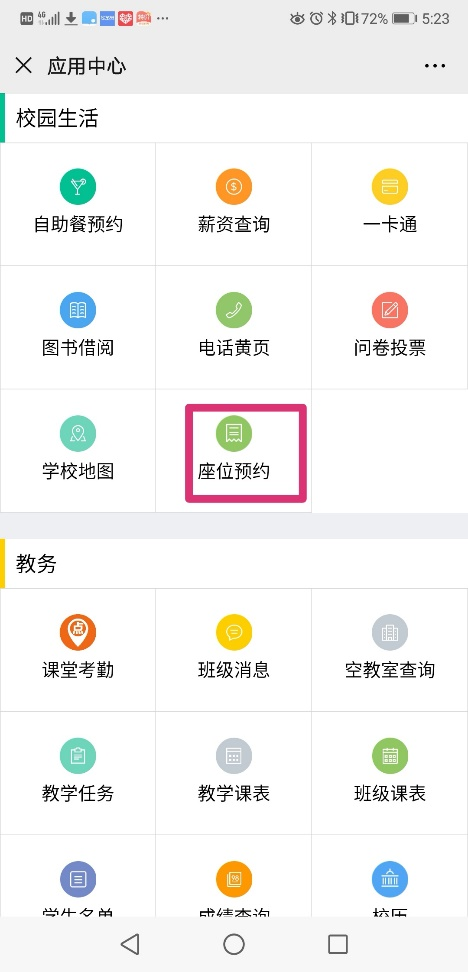 HD 4G 72% 5:23
应用中心
校园生活
自助餐预约 薪资查询 一卡通
图书借阅 电话黄页 问卷投票
学校地图 座位预约
教务
点
课堂考勤 班级消息 空教室查询
教学任务 教学课表 班级课表
98
学生名单 成绩查询 校历